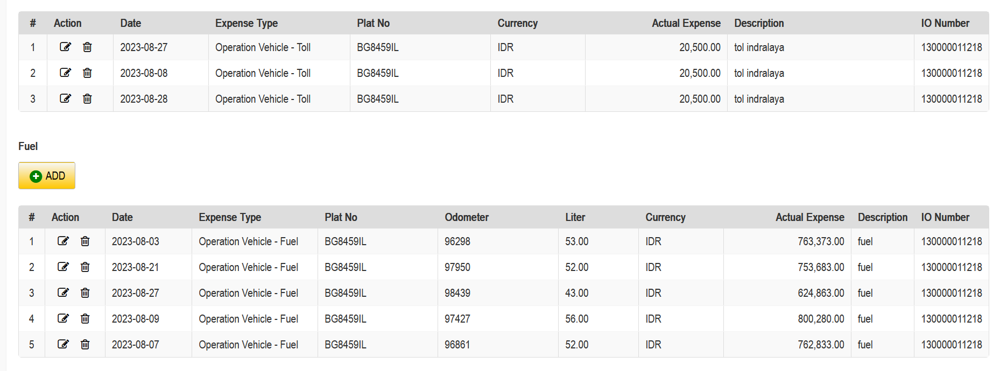 # Action Date Expense Type Plat No Currency Actual Expense Description IO Number
1 2023-08-27 Operation Vehicle - Toll BG8459IL IDR 20,500.00 tol indralaya 130000011218
2 2023-08-08 Operation Vehicle - Toll BG8459IL IDR 20,500.00 tol indralaya 130000011218
3 2023-08-28 Operation Vehicle - Toll BG8459IL IDR 20,500.00 tol indralaya 130000011218
Fuel
ADD
# Action Date Expense Type Plat No Odometer Liter Currency Actual Expense Description IO Number
1 2023-08-03 Operation Vehicle - Fuel BG8459IL 96298 53.00 IDR 763,373.00 fuel 130000011218
2 2023-08-21 Operation Vehicle - Fuel BG8459IL 97950 52.00 IDR 753,683.00 fuel 130000011218
3 2023-08-27 Operation Vehicle - Fuel BG8459IL 98439 43.00 IDR 624,863.00 fuel 130000011218
4 2023-08-09 Operation Vehicle - Fuel BG8459IL 97427 56.00 IDR 800,280.00 fuel 130000011218
5 2023-08-07 Operation Vehicle - Fuel BG8459IL 96861 52.00 IDR 762,833.00 fuel 130000011218